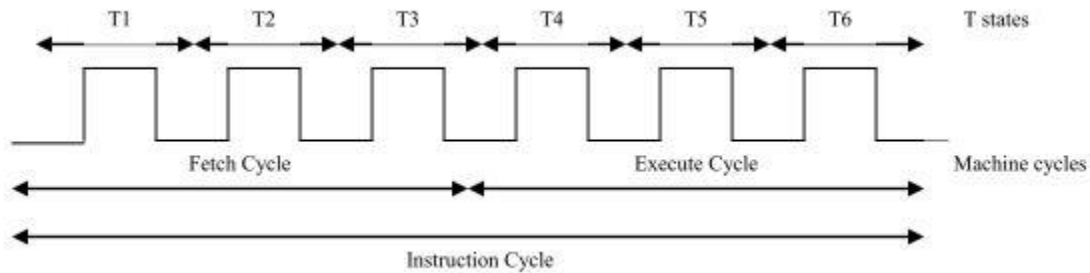 T1 T2 T3 T4 T5 T6 T states
Fetch Cycle Execute Cycle Machine cycles
Instruction Cycle